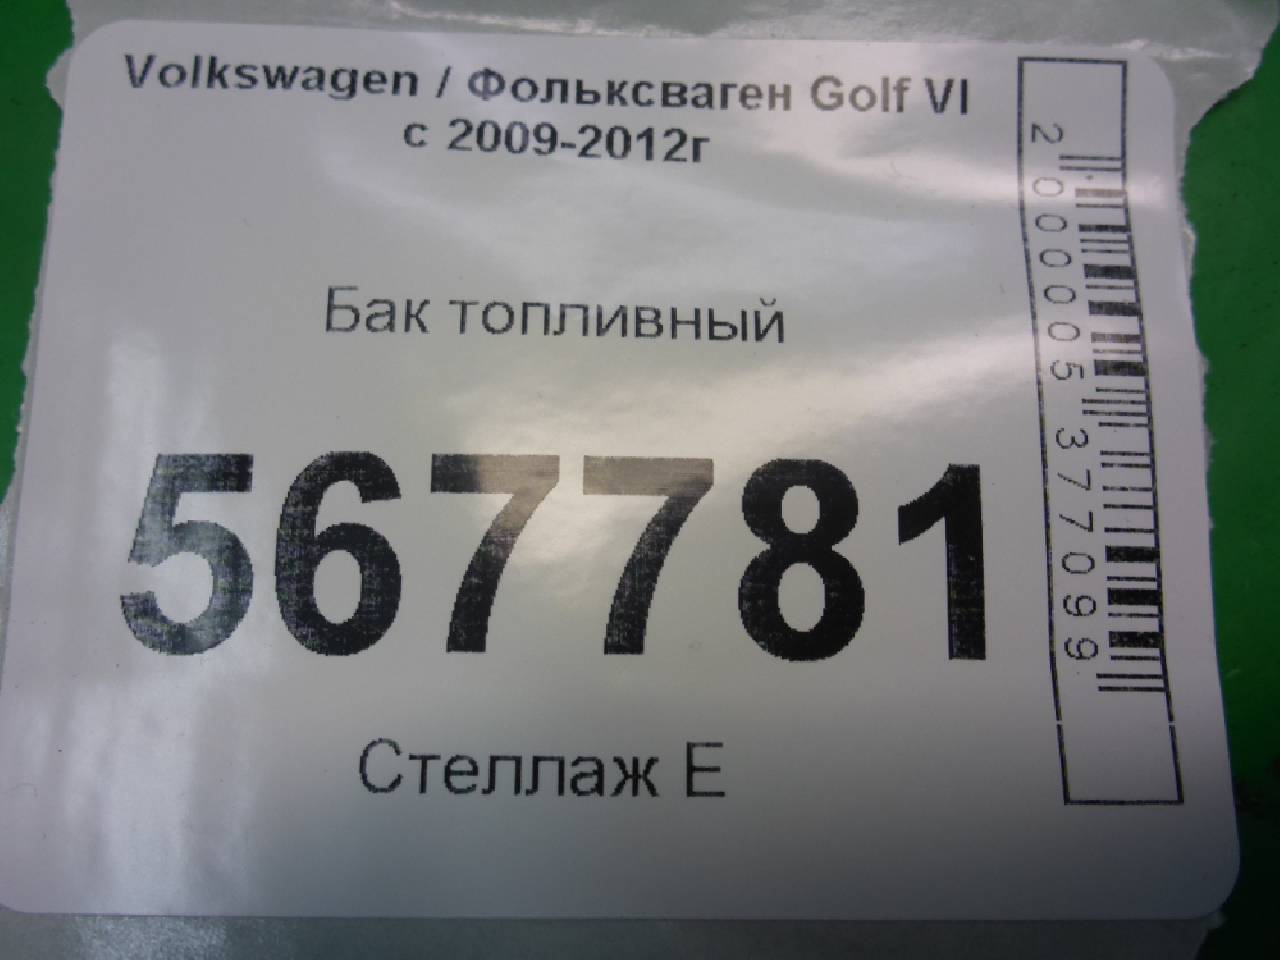 Volkswagen / Фольксваген Golf VI
с 2009-2012г
Бак топливный
567781
Стеллаж Е
2000005377099